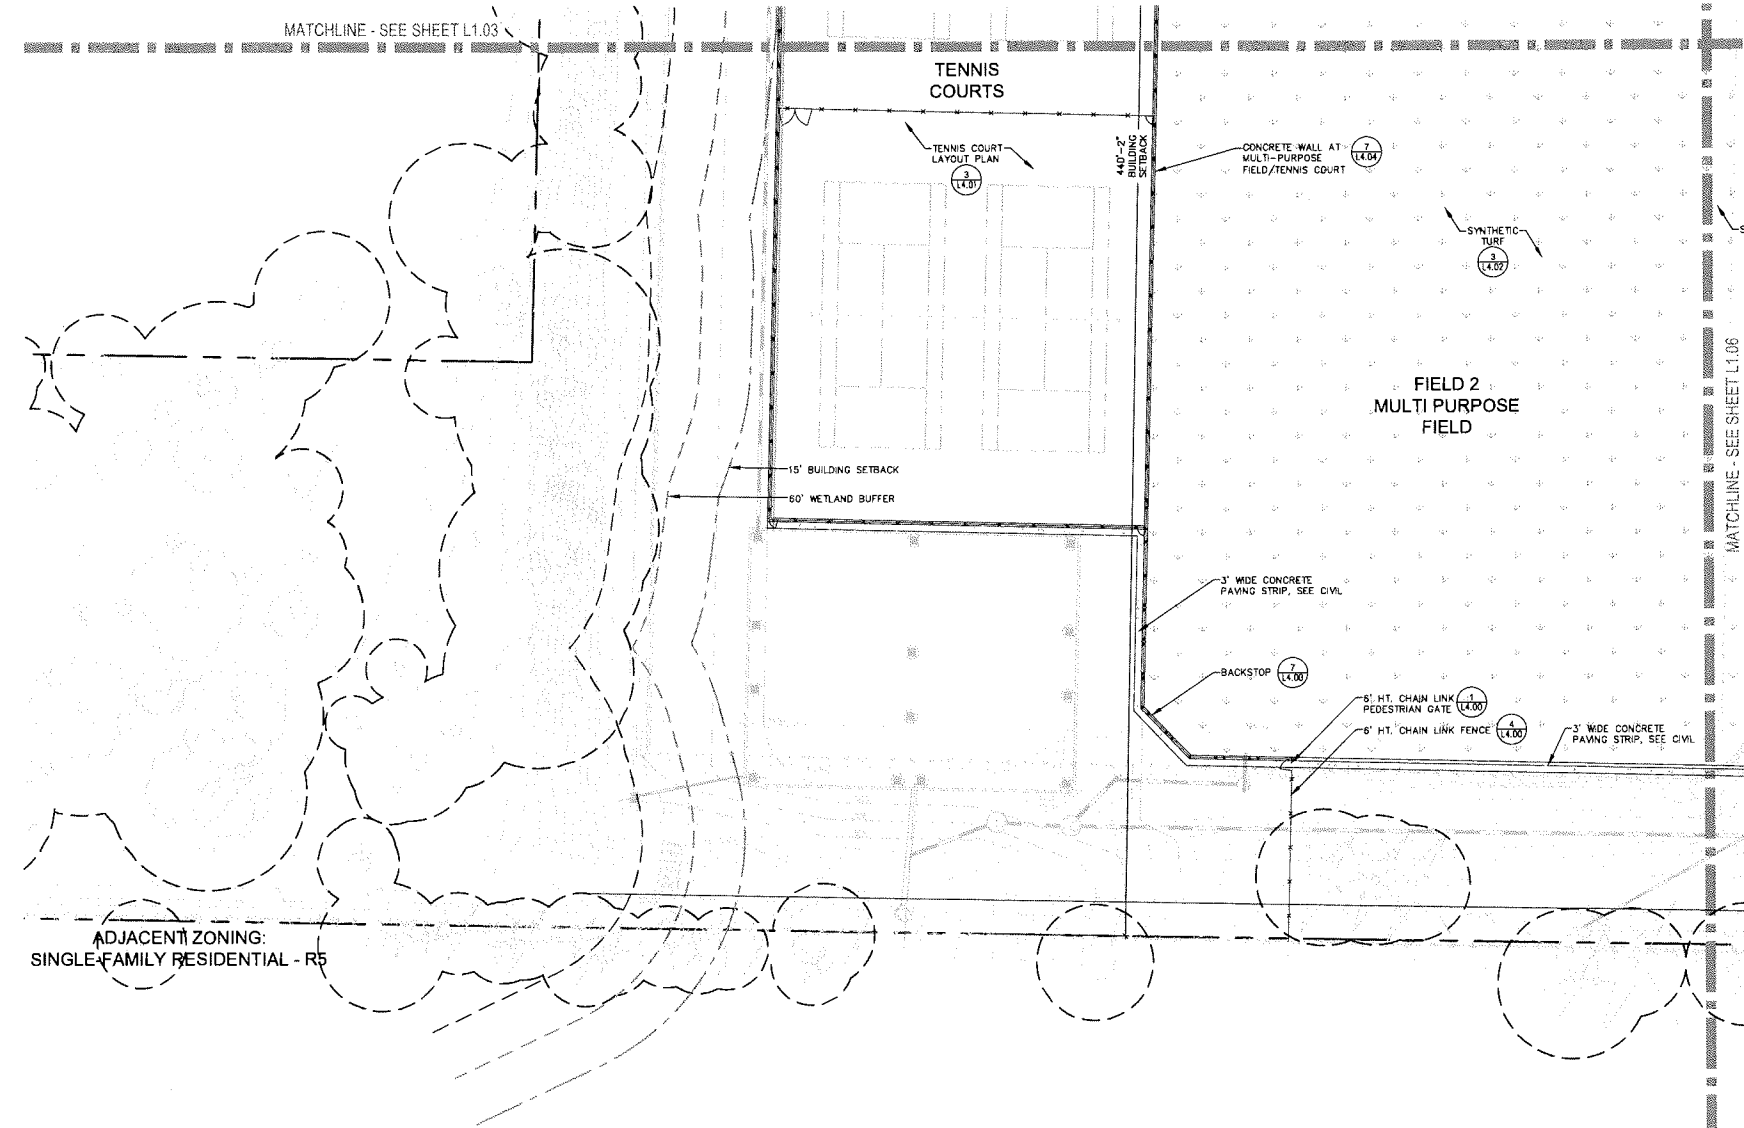 MATCHLINE - SEE SHEET L1.03
TENNIS
COURTS
TENNIS COURT
LAYOUT PLAN
3
L4.01
440'-2"
BUILDING
SETBACK
CONCRETE WALL AT
MULTI-PURPOSE
FIELD/TENNIS COURT
7
L4.04
SYNTHETIC
TURF
3
L4.02
S
FIELD 2
MULTI PURPOSE
FIELD
MATCHLINE - SEE SHEET L1.06
15' BUILDING SETBACK
60' WETLAND BUFFER
3' WIDE CONCRETE
PAVING STRIP, SEE CIVIL
BACKSTOP
7
L4.00
6' HT. CHAIN LINK
PEDESTRIAN GATE
1
L4.00
6' HT. CHAIN LINK FENCE
4
L4.00
3' WIDE CONCRETE
PAVING STRIP, SEE CIVIL
ADJACENT ZONING:
SINGLE-FAMILY RESIDENTIAL - R5